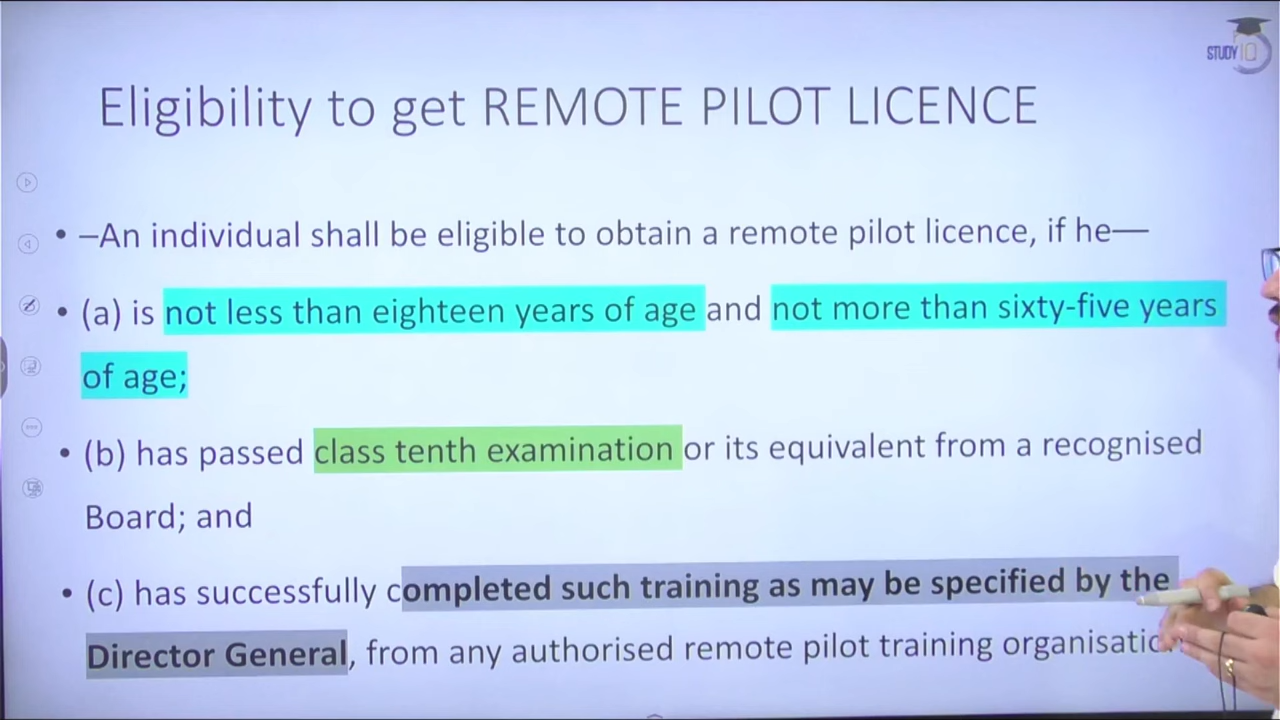 STUDY IQ
Eligibility to get REMOTE PILOT LICENCE
• –An individual shall be eligible to obtain a remote pilot licence, if he—
• (a) is not less than eighteen years of age and not more than sixty-five years
of age;
• (b) has passed class tenth examination or its equivalent from a recognised
Board; and
• (c) has successfully completed such training as may be specified by the
Director General, from any authorised remote pilot training organisatio